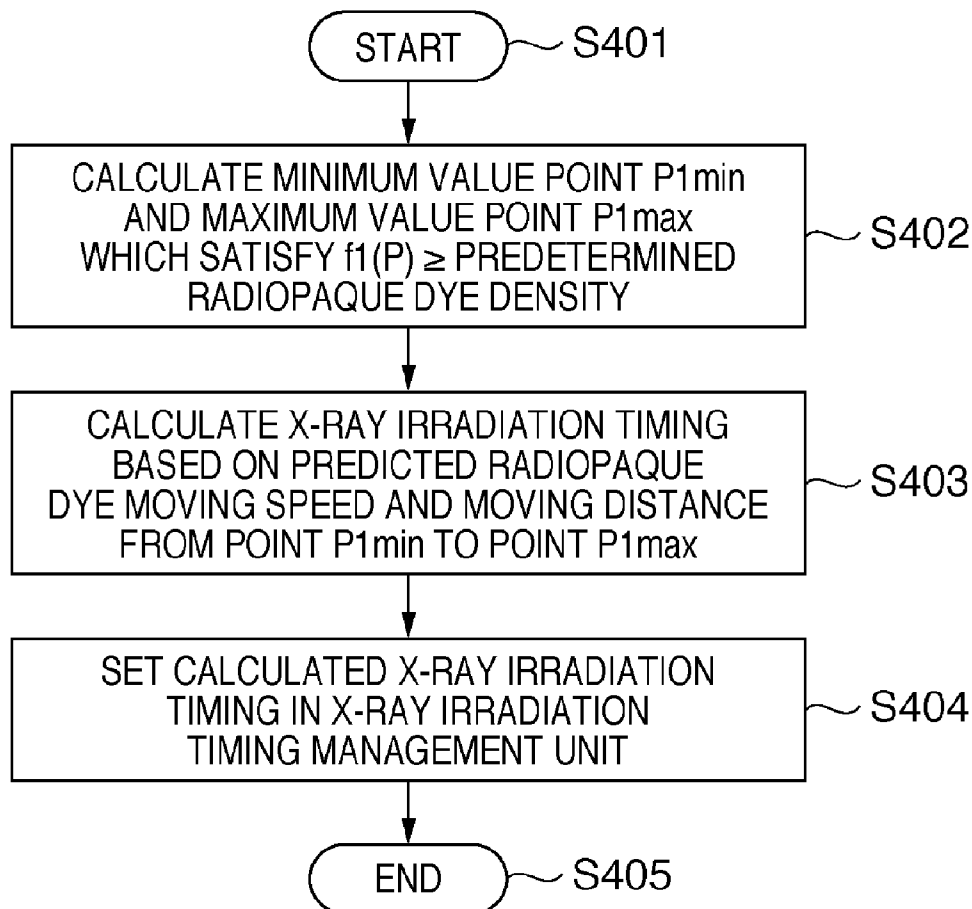 START
S401
CALCULATE MINIMUM VALUE POINT P1min
AND MAXIMUM VALUE POINT P1max
WHICH SATISFY f1(P) ≥ PREDETERMINED
RADIOPAQUE DYE DENSITY
S402
CALCULATE X-RAY IRRADIATION TIMING
BASED ON PREDICTED RADIOPAQUE
DYE MOVING SPEED AND MOVING DISTANCE
FROM POINT P1min TO POINT P1max
S403
SET CALCULATED X-RAY IRRADIATION
TIMING IN X-RAY IRRADIATION
TIMING MANAGEMENT UNIT
S404
END
S405